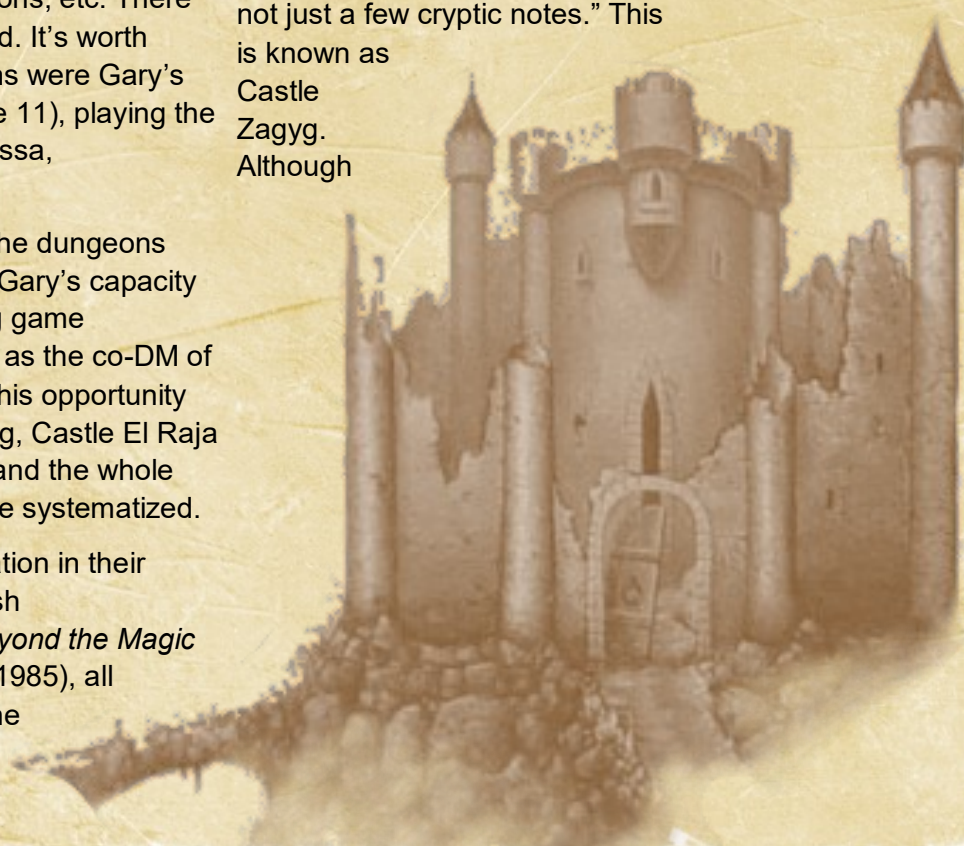 ons, etc. There
d. It’s worth
ns were Gary’s
e 11), playing the
ssa,
he dungeons
Gary’s capacity
g game
as the co-DM of
his opportunity
g, Castle El Raja
and the whole
e systematized.
ation in their
sh
yond the Magic
1985), all
ne
not just a few cryptic notes.” This
is known as
Castle
Zagyg.
Although